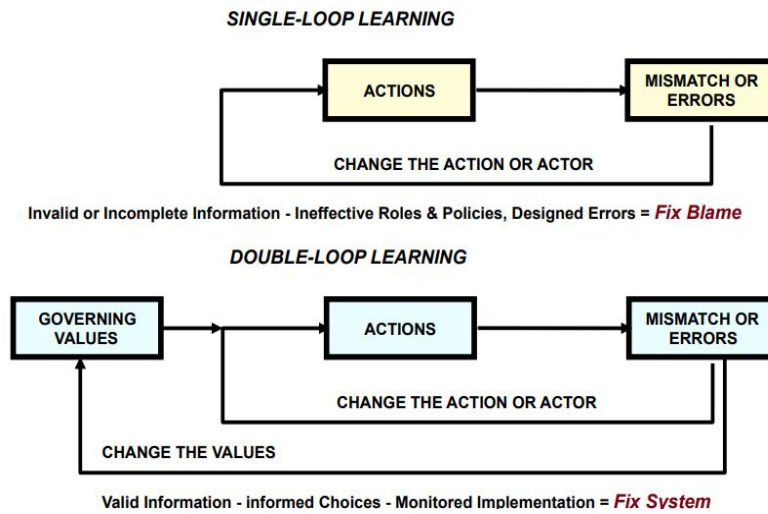 SINGLE-LOOP LEARNING
ACTIONS
MISMATCH OR
ERRORS
CHANGE THE ACTION OR ACTOR
Invalid or Incomplete Information - Ineffective Roles & Policies, Designed Errors = Fix Blame
DOUBLE-LOOP LEARNING
GOVERNING
VALUES
ACTIONS
MISMATCH OR
ERRORS
CHANGE THE ACTION OR ACTOR
CHANGE THE VALUES
Valid Information - informed Choices - Monitored Implementation = Fix System